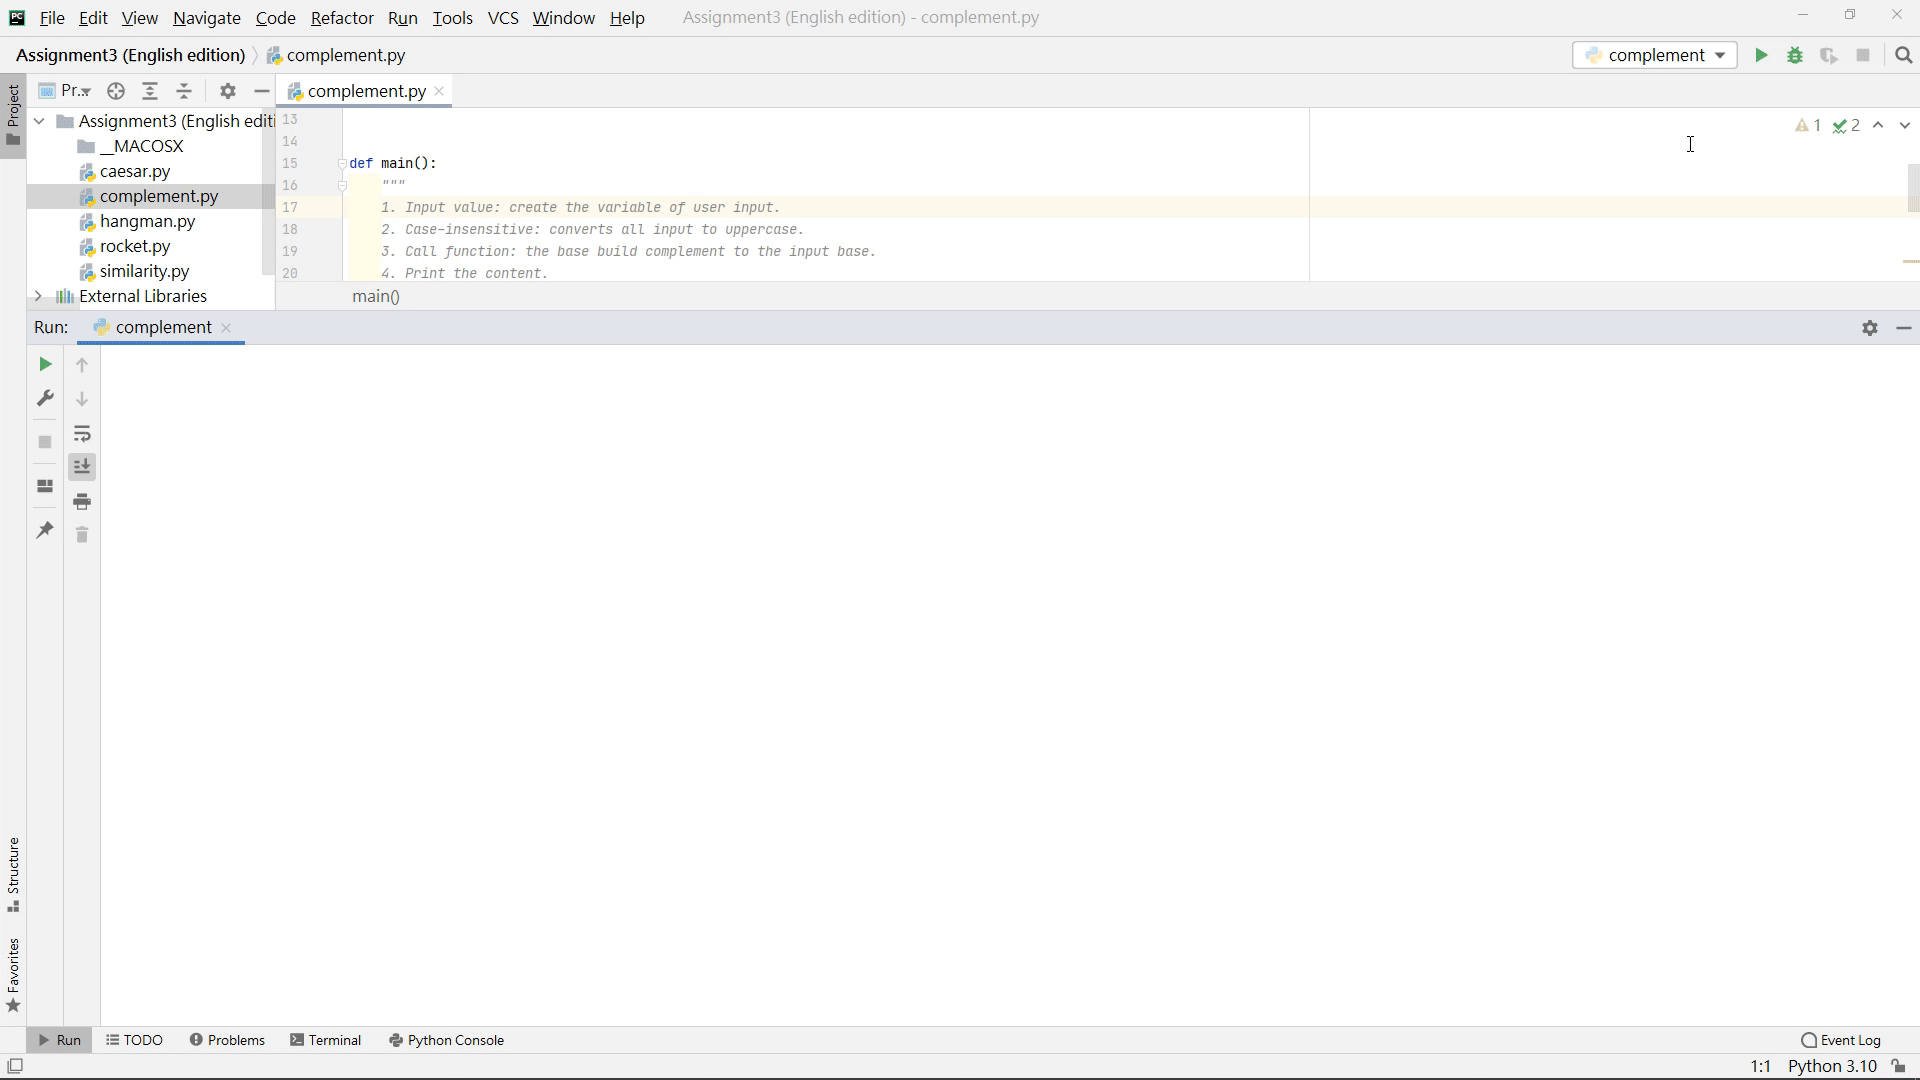 File Edit View Navigate Code Refactor Run Tools VCS Window Help Assignment3 (English edition) - complement.py
Assignment3 (English edition) complement.py complement
Project
Pr... complement.py
Assignment3 (English editi
__MACOSX
caesar.py
complement.py
hangman.py
rocket.py
similarity.py
External Libraries
13
14
15 def main():
16 """
17 1. Input value: create the variable of user input.
18 2. Case-insensitive: converts all input to uppercase.
19 3. Call function: the base build complement to the input base.
20 4. Print the content.
1 2
main()
Run: complement
Structure
Favorites
Run TODO Problems Terminal Python Console Event Log
1:1 Python 3.10